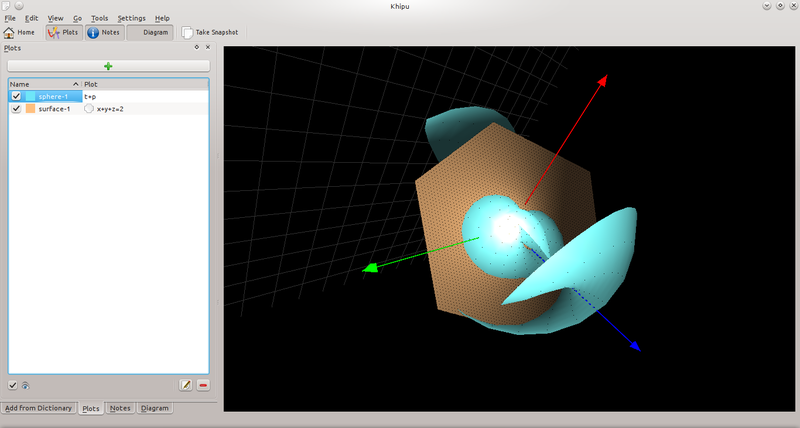 Khipu
File Edit View Go Tools Settings Help
Home Plots Notes Diagram Take Snapshot
Plots
Name Plot
sphere-1 t+p
surface-1 x+y+z=2
Add from Dictionary Plots Notes Diagram